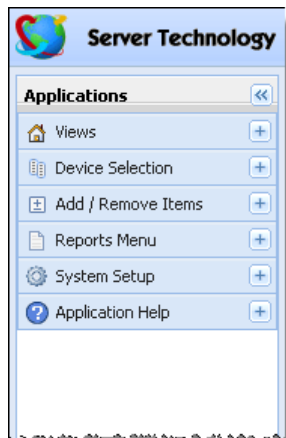 Server Technology
Applications
Views
Device Selection
Add / Remove Items
Reports Menu
System Setup
Application Help